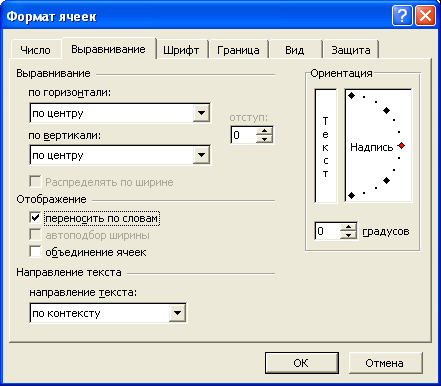 Формат ячеек
Число Выравнивание Шрифт Граница Вид Защита
Выравнивание
по горизонтали:
по центру
отступ:
по вертикали:
0
по центру
Распределять по ширине
Отображение
переносить по словам
автоподбор ширины
объединение ячеек
Направление текста
направление текста:
по контексту
Ориентация
Текст
Надпись
0 градусов
ОК Отмена